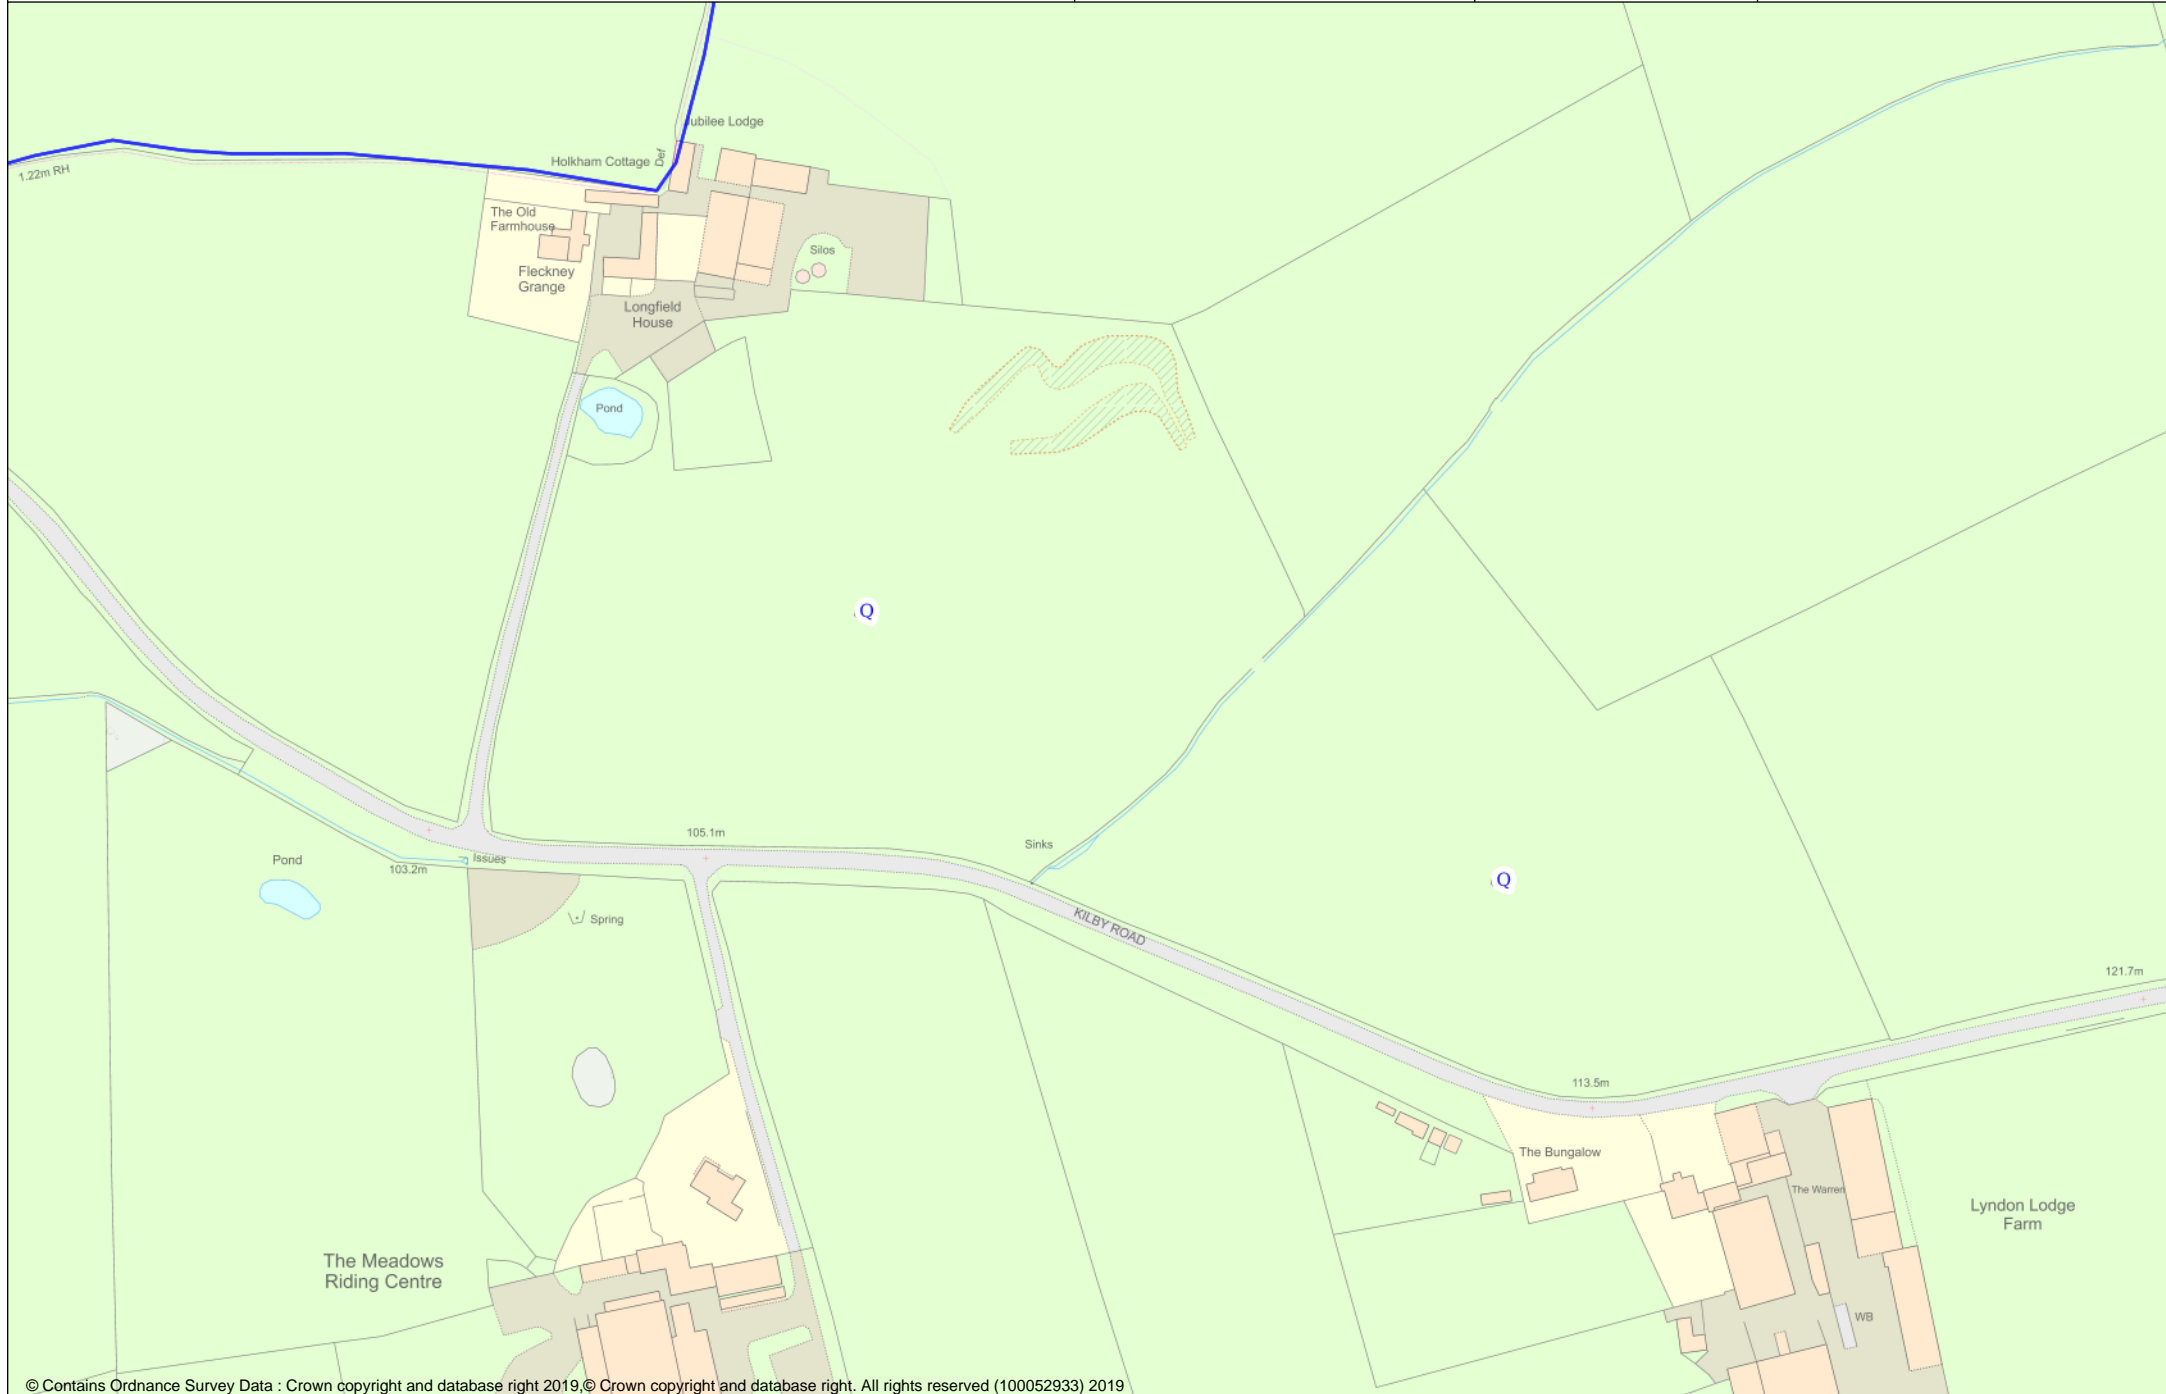 ubilee Lodge
Holkham Cottage
Def
1.22m RH
The Old
Farmhouse
Fleckney
Grange
Silos
Longfield
House
Pond
Q
105.1m
Sinks
Pond
Issues
103.2m
Q
Spring
KILBY ROAD
121.7m
113.5m
The Bungalow
The Warren
Lyndon Lodge
Farm
The Meadows
Riding Centre
WB
© Contains Ordnance Survey Data : Crown copyright and database right 2019,© Crown copyright and database right. All rights reserved (100052933) 2019